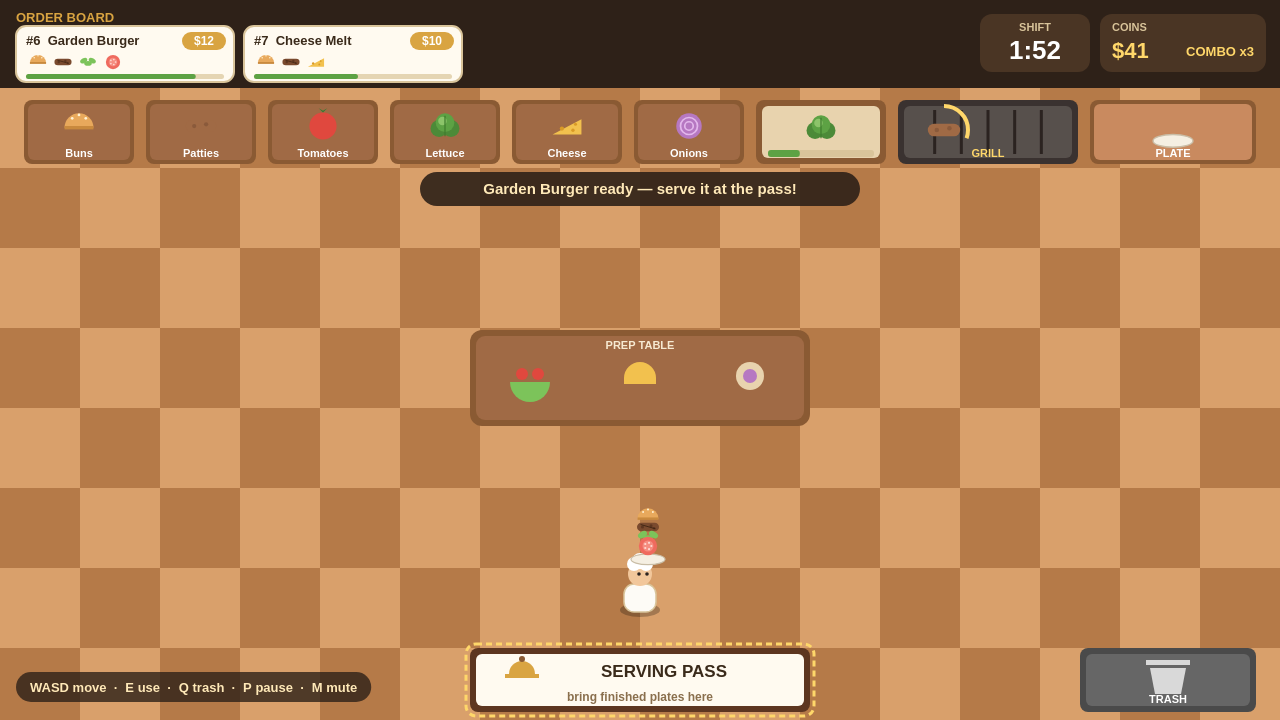 ORDER BOARD
#6 Garden Burger $12
#7 Cheese Melt $10
SHIFT
1:52
COINS
$41 COMBO x3
Buns
Patties
Tomatoes
Lettuce
Cheese
Onions
GRILL
PLATE
Garden Burger ready — serve it at the pass!
PREP TABLE
SERVING PASS
bring finished plates here
WASD move · E use · Q trash · P pause · M mute
TRASH